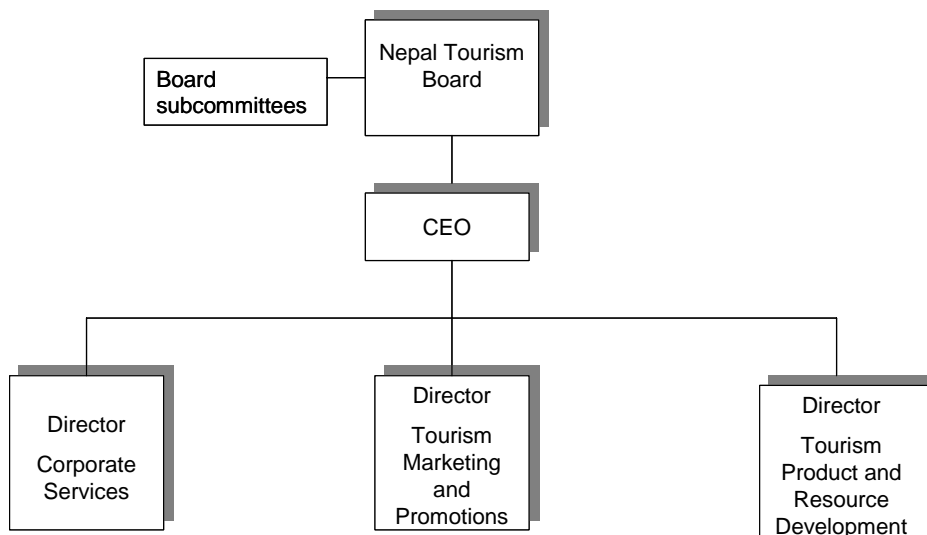 Nepal Tourism
Board
Board
subcommittees
CEO
Director
Corporate
Services
Director
Tourism
Marketing
and
Promotions
Director
Tourism
Product and
Resource
Development